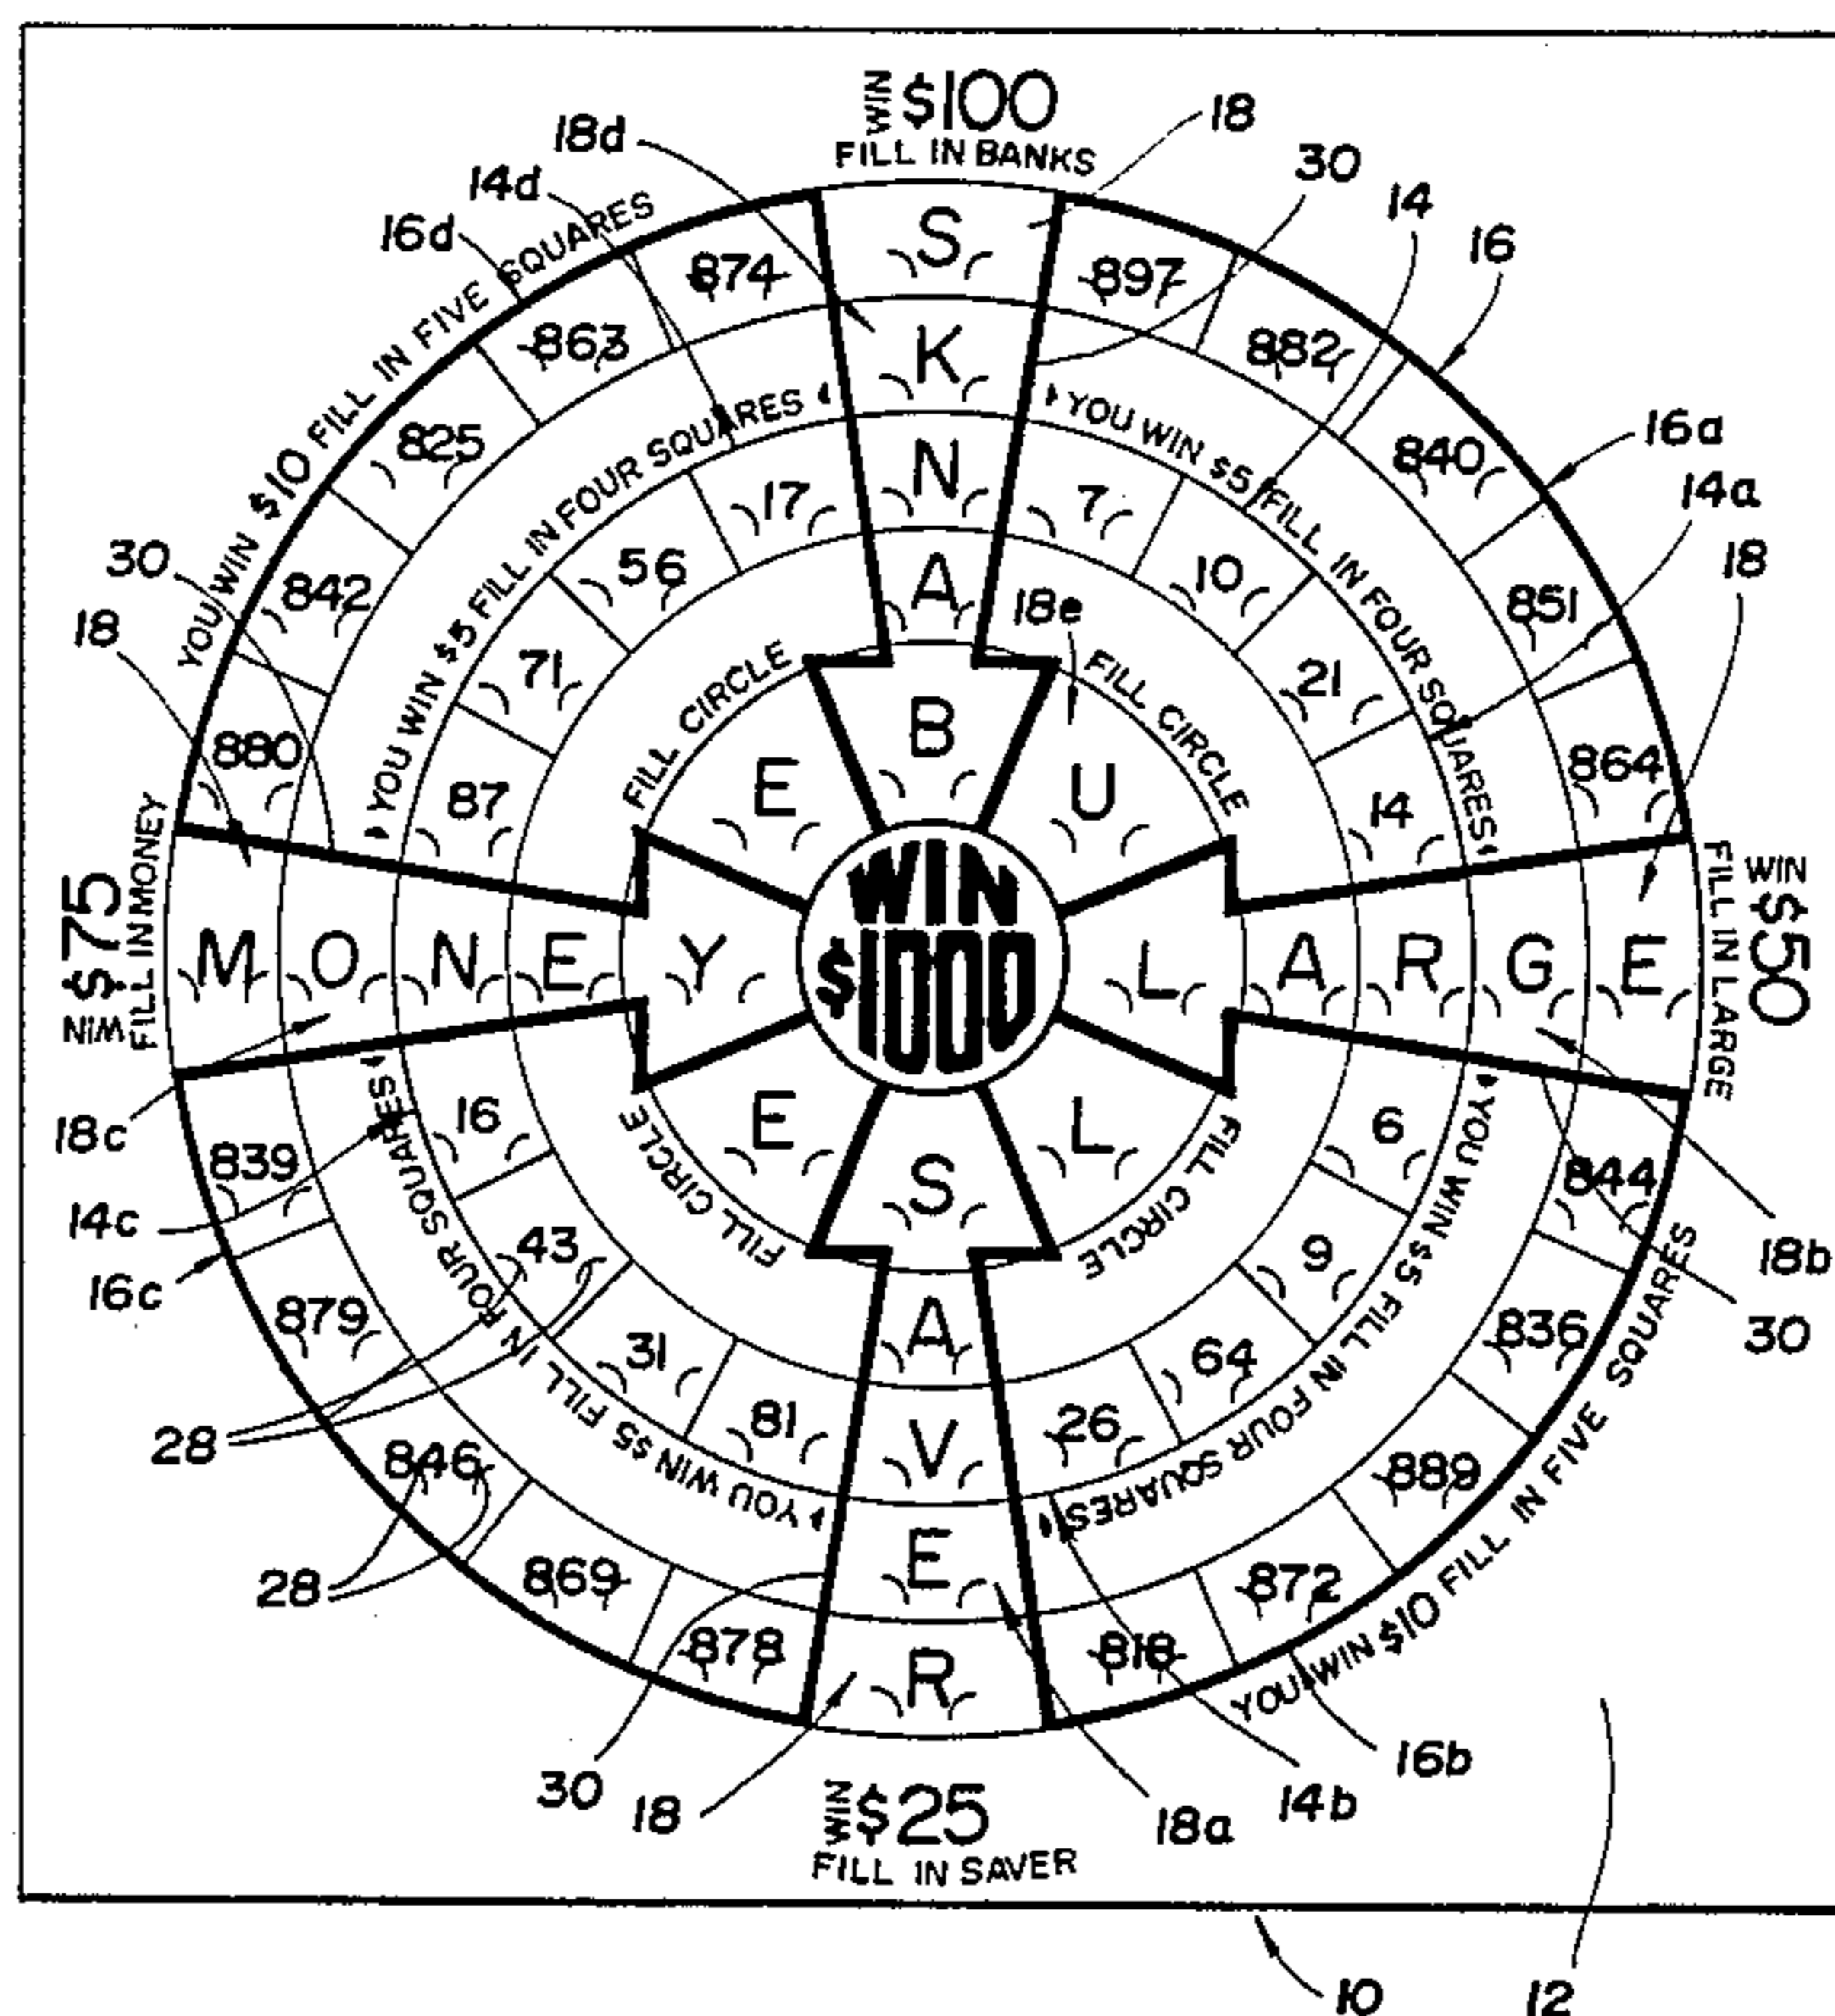 WIN $100
FILL IN BANKS
18
18d
30
14d
14
16d
16
YOU WIN $10 FILL IN FIVE SQUARES
S
874
897
863
K
882
16a
825
YOU WIN $5 FILL IN FOUR SQUARES
YOU WIN $5 FILL IN FOUR SQUARES
840
14a
N
17
7
30
18
56
10
842
A
18e
851
18
71
21
FILL CIRCLE
FILL CIRCLE
B
880
E
U
864
87
14
WIN $75
FILL IN MONEY
M O N E Y
WIN
$1000
L A R G E
FILL IN LARGE
WIN $50
18c
16
E
L
6
839
844
S
14c
FILL CIRCLE
FILL CIRCLE
18b
16c
43
9
30
YOU WIN $5 FILL IN FOUR SQUARES
YOU WIN $5 FILL IN FOUR SQUARES
879
A
836
31
64
28
81
V
26
846
889
YOU WIN $10 FILL IN FIVE SQUARES
28
869
E
872
878
818
R
30
18
16b
18a
14b
WIN $25
FILL IN SAVER
10
12